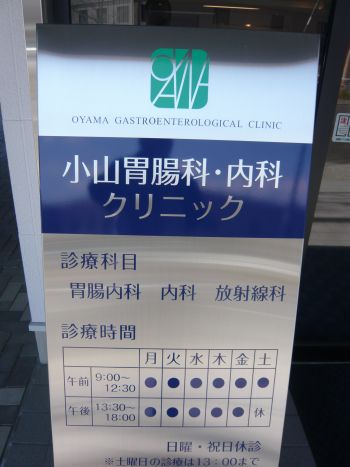 OYAMA GASTROENTEROLOGICAL CLINIC
小山胃腸科・内科
クリニック
診療科目
胃腸内科 内科 放射線科
診療時間
月 火 水 木 金 土
午前 9:00〜12:30 ● ● ● ● ● ●
午後 13:30〜18:00 ● ● ● ● ● 休
日曜・祝日休診
※土曜日の診療は13:00まで